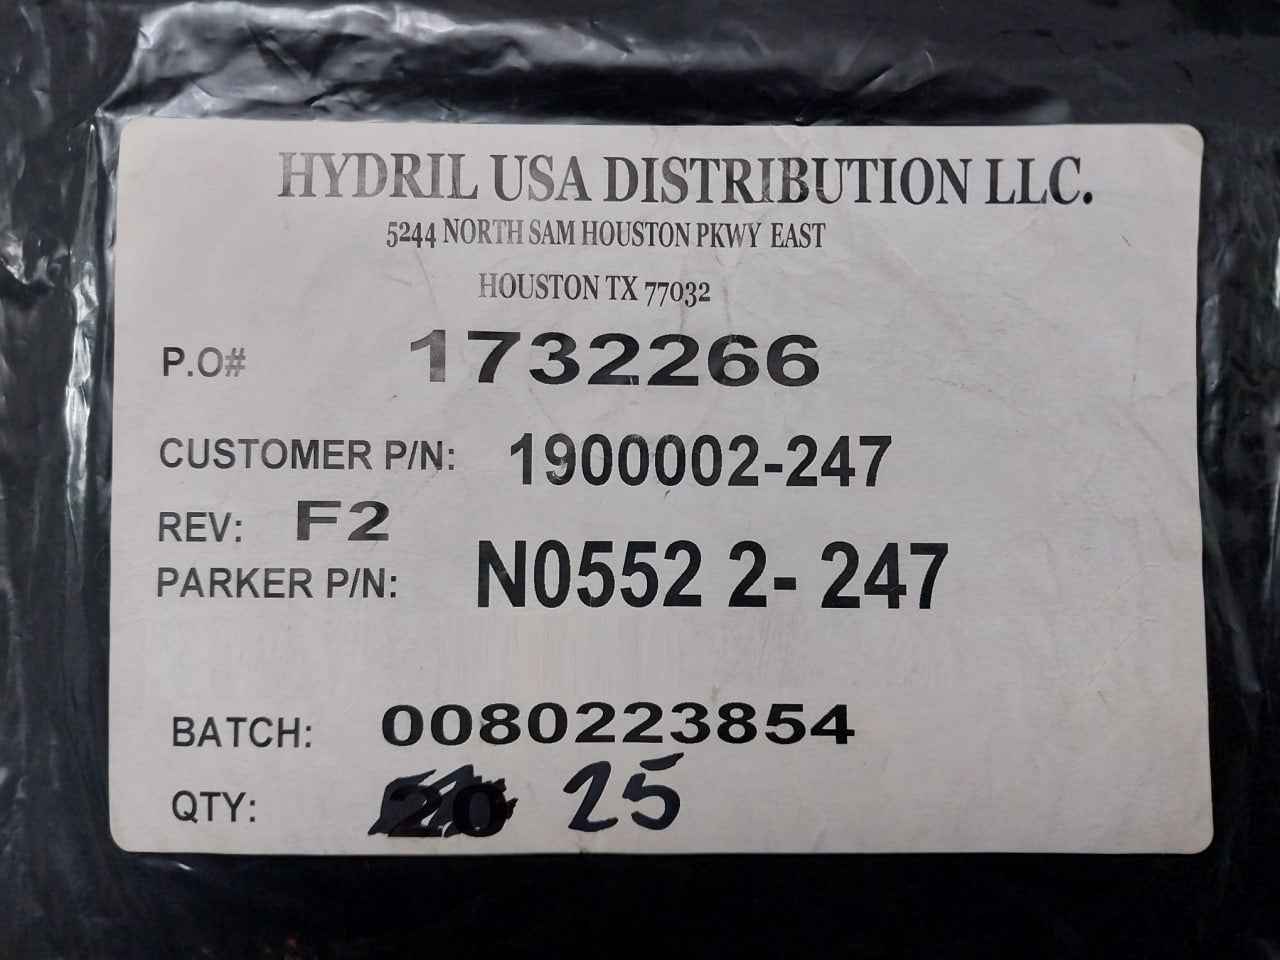 HYDRIL USA DISTRIBUTION LLC.
5244 NORTH SAM HOUSTON PKWY EAST
HOUSTON TX 77032
P.O# 1732266
CUSTOMER P/N: 1900002-247
REV: F2
PARKER P/N: N0552 2- 247
BATCH: 0080223854
QTY: 20 25